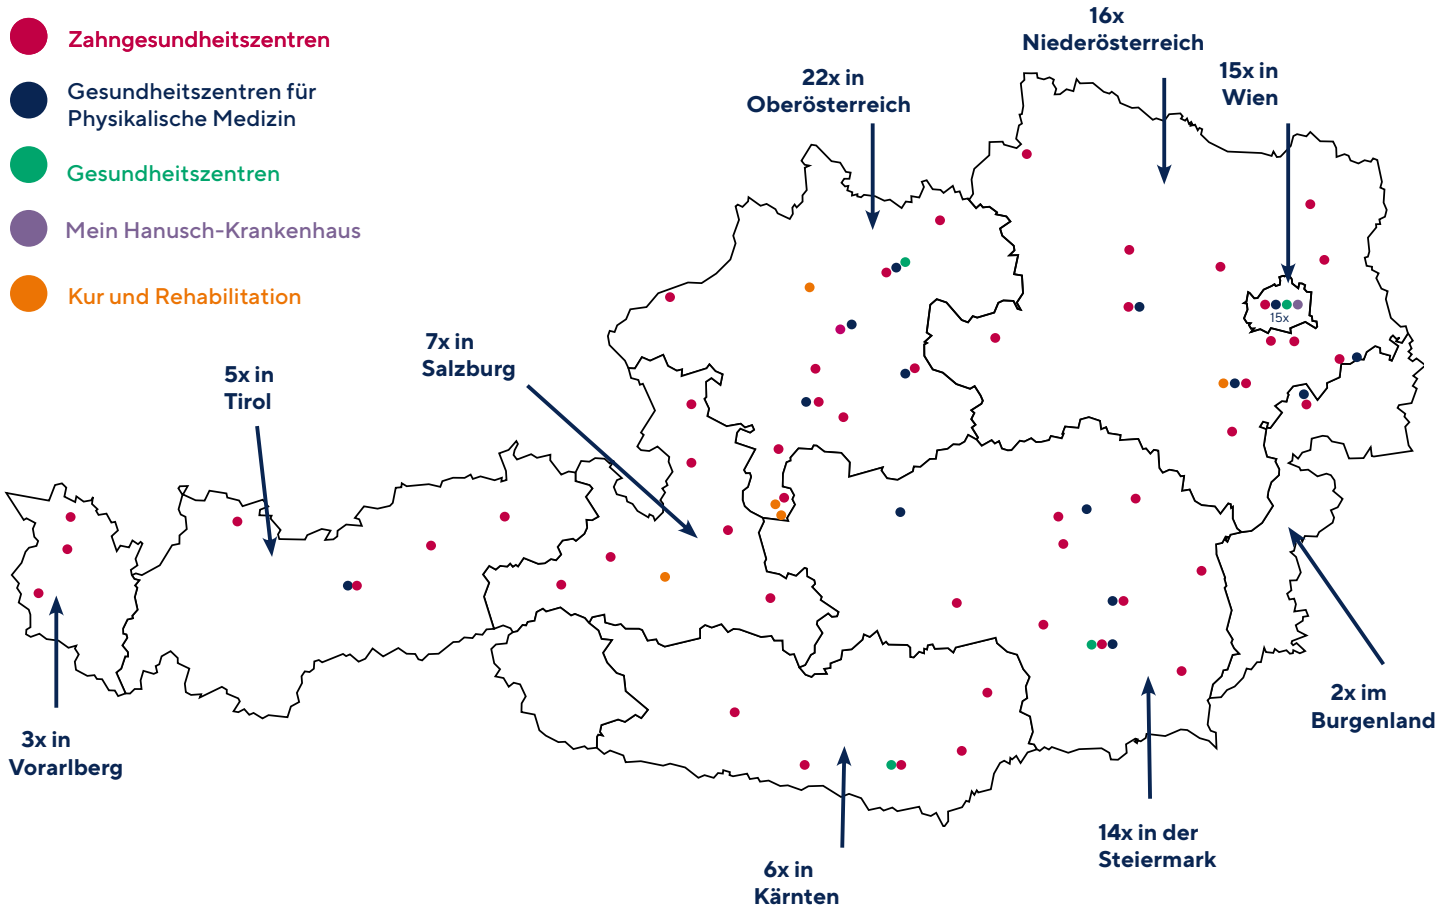 Zahngesundheitszentren
Gesundheitszentren für
Physikalische Medizin
Gesundheitszentren
Mein Hanusch-Krankenhaus
Kur und Rehabilitation
16x
Niederösterreich
22x in
Oberösterreich
15x in
Wien
15x
7x in
Salzburg
5x in
Tirol
3x in
Vorarlberg
2x im
Burgenland
14x in der
Steiermark
6x in
Kärnten